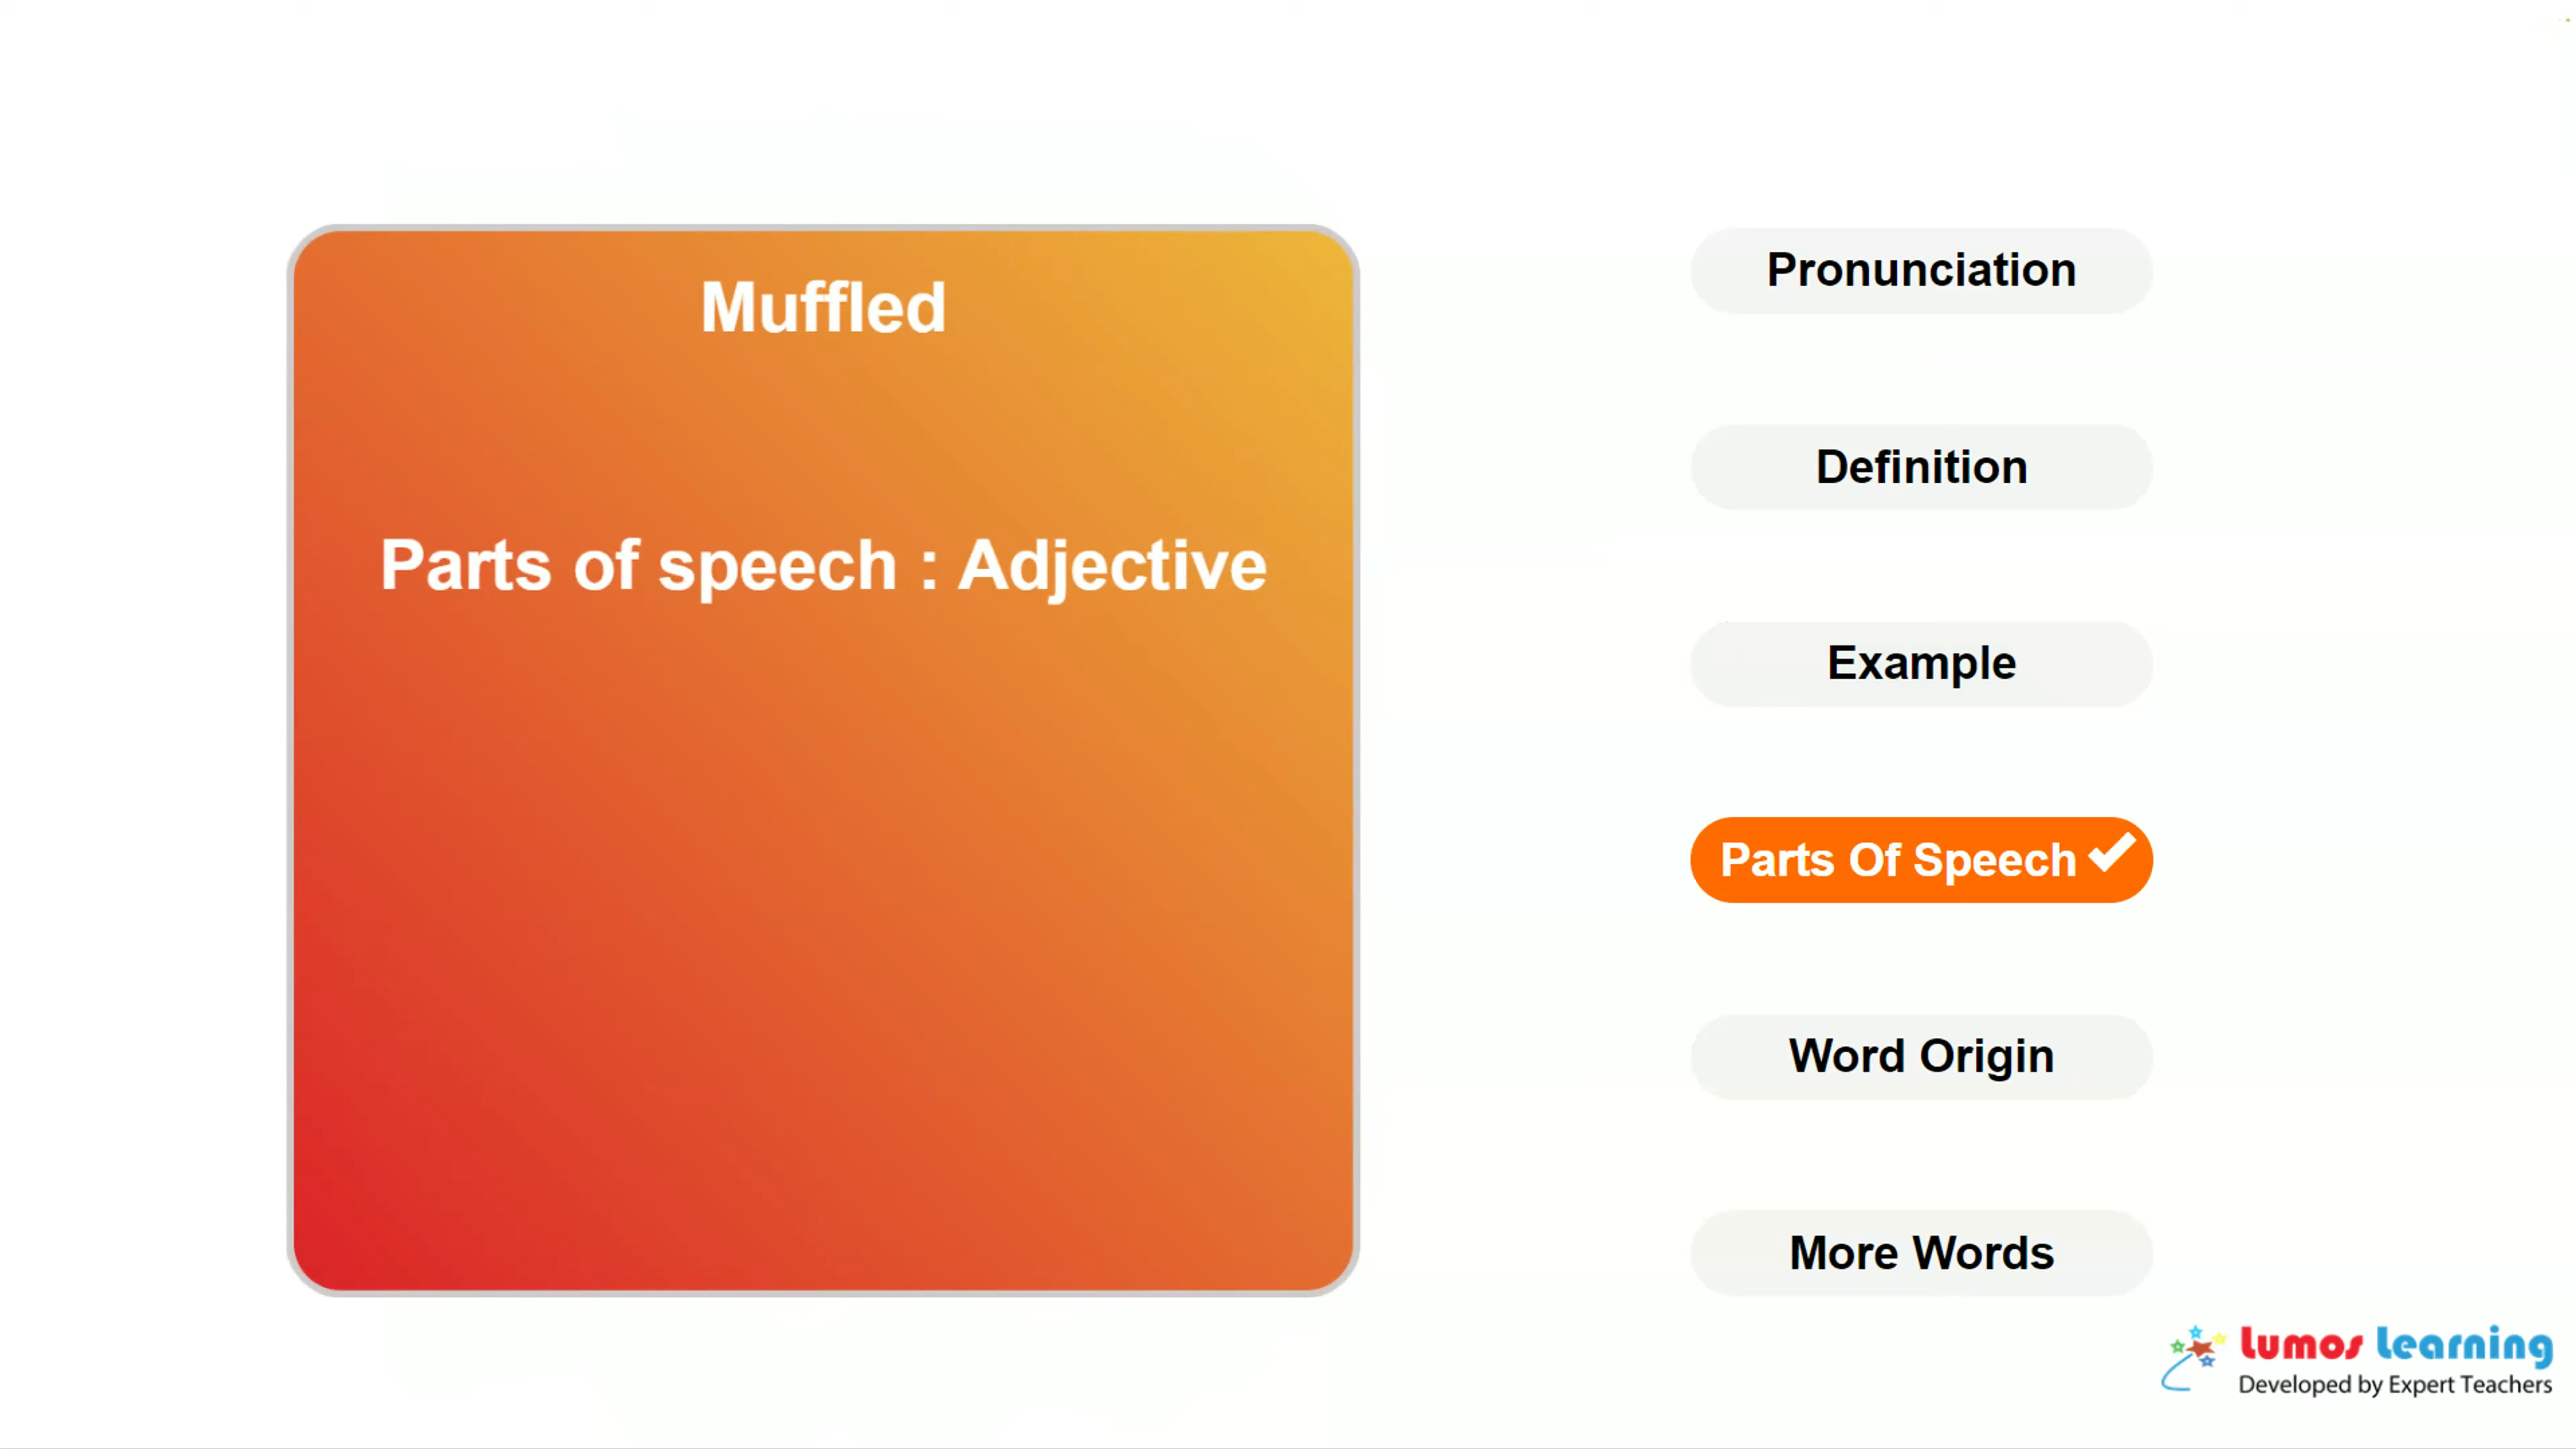 Muffled
Parts of speech : Adjective
Pronunciation
Definition
Example
Parts Of Speech
Word Origin
More Words
Lumos Learning
Developed by Expert Teachers